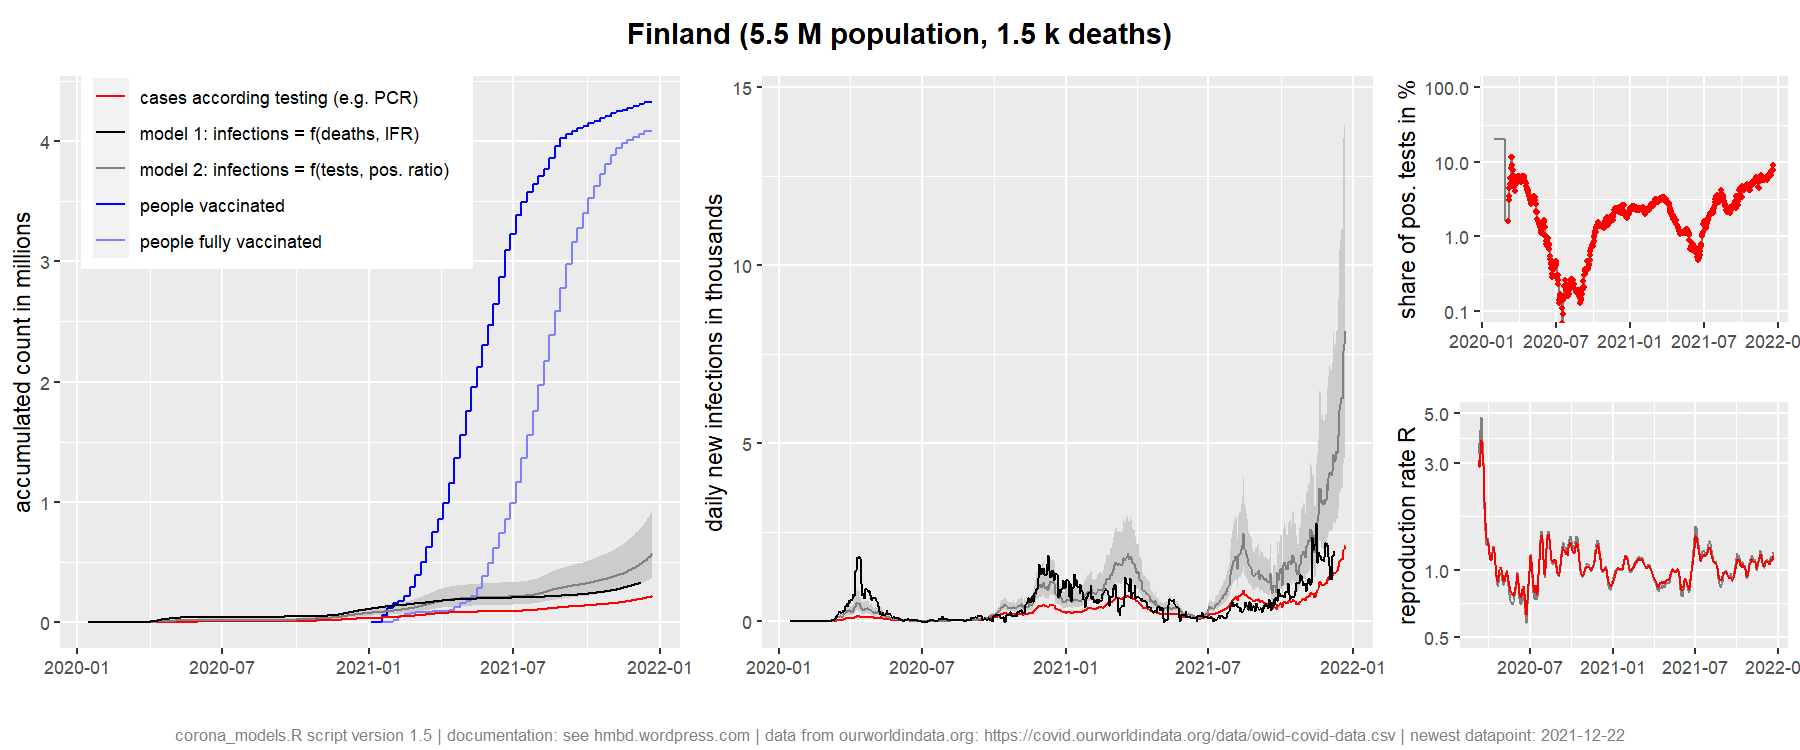 Finland (5.5 M population, 1.5 k deaths)
accumulated count in millions
4
3
2
1
0
cases according testing (e.g. PCR)
model 1: infections = f(deaths, IFR)
model 2: infections = f(tests, pos. ratio)
people vaccinated
people fully vaccinated
2020-01 2020-07 2021-01 2021-07 2022-01
daily new infections in thousands
15
10
5
0
2020-01 2020-07 2021-01 2021-07 2022-01
share of pos. tests in %
100.0
10.0
1.0
0.1
2020-01 2020-07 2021-01 2021-07 2022-0
reproduction rate R
5.0
3.0
1.0
0.5
2020-07 2021-01 2021-07 2022-0
corona_models.R script version 1.5 | documentation: see hmbd.wordpress.com | data from ourworldindata.org: https://covid.ourworldindata.org/data/owid-covid-data.csv | newest datapoint: 2021-12-22